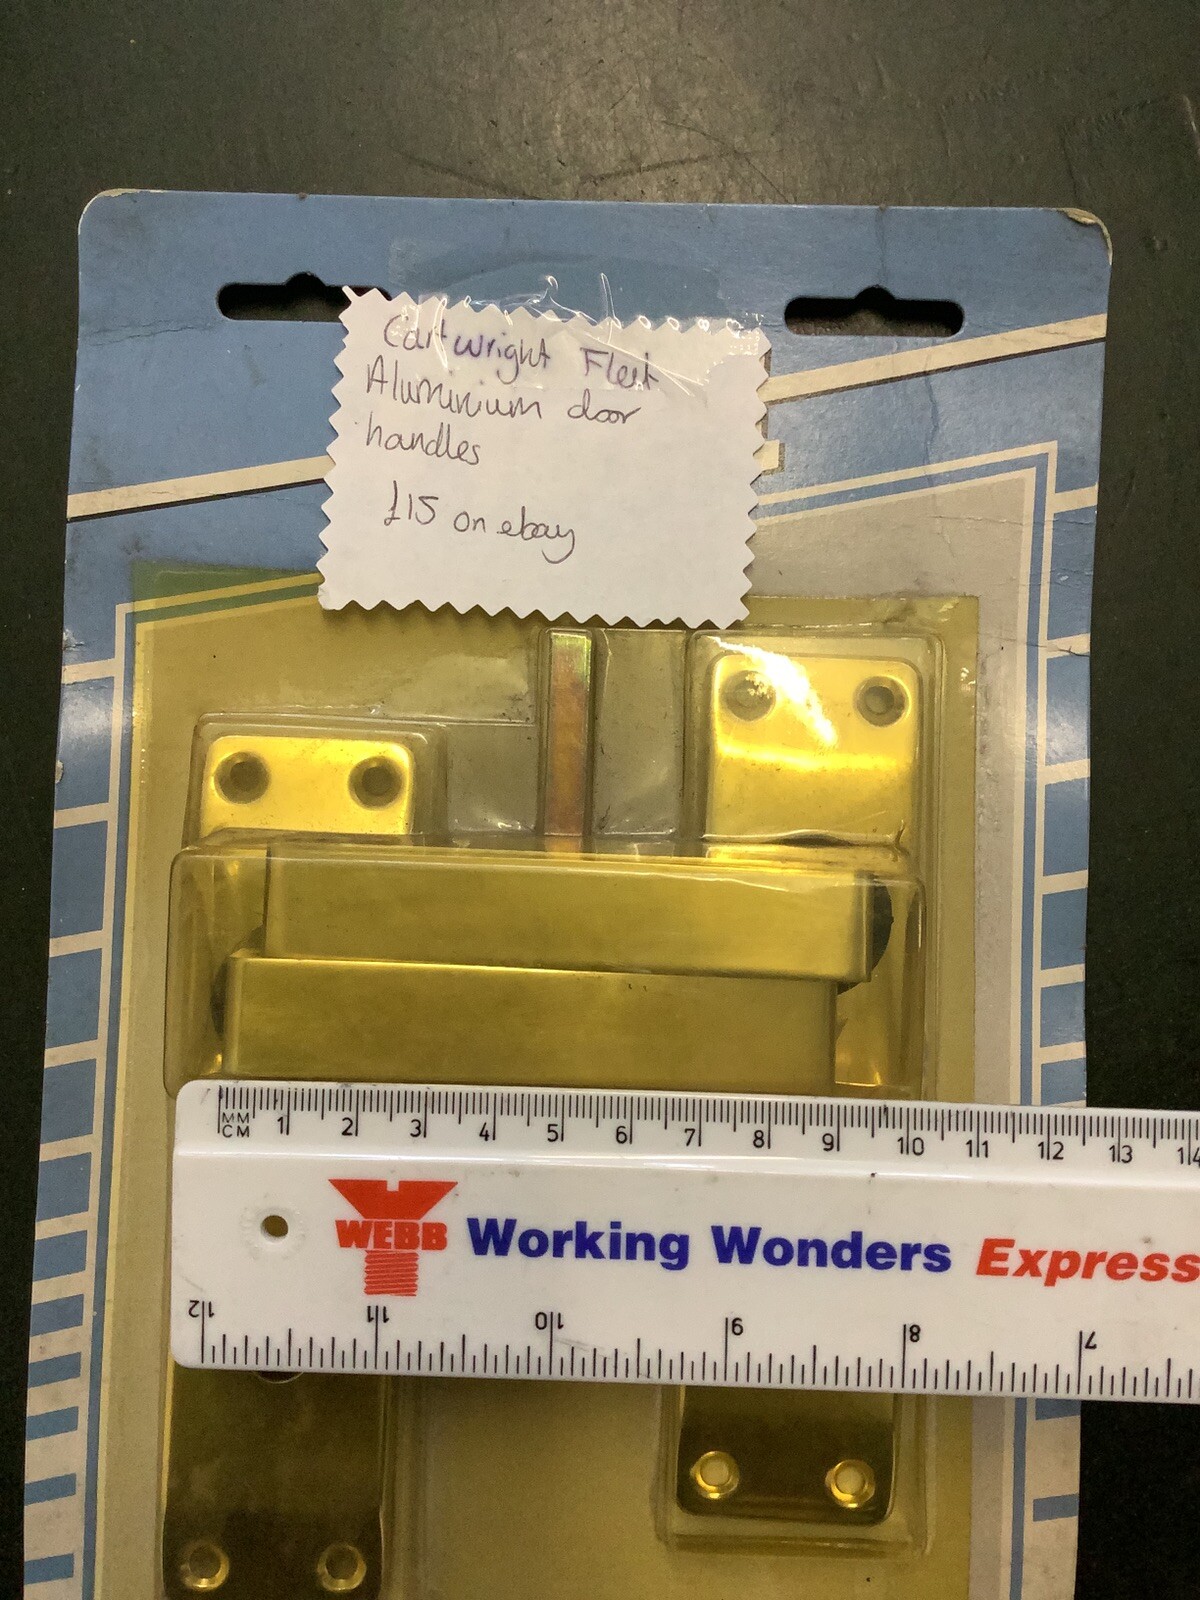 Cartwright Fleet
Aluminium door
handles
£15 on ebay
MM
CM
1 2 3 4 5 6 7 8 9 10 11 12 13 14
WEBB Working Wonders Express
12 11 10 9 8 7